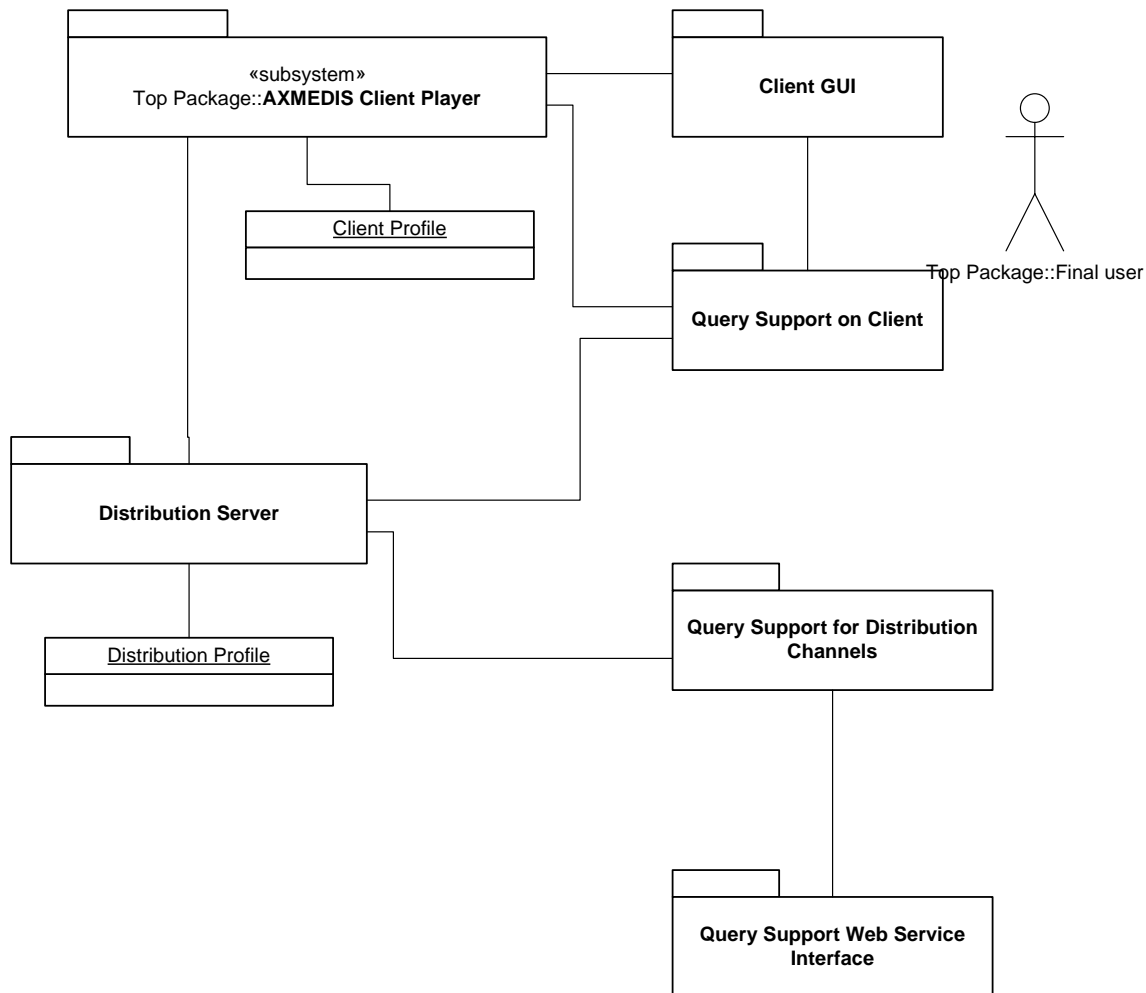 «subsystem»
Top Package::AXMEDIS Client Player
Client GUI
Client Profile
Top Package::Final user
Query Support on Client
Distribution Server
Query Support for Distribution
Channels
Distribution Profile
Query Support Web Service
Interface